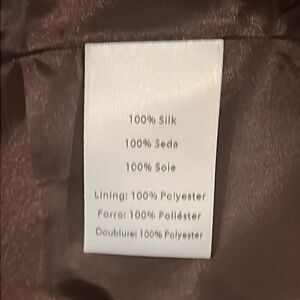 100% Silk
100% Seda
100% Soie
Lining: 100% Polyester
Forro: 100% Poliéster
Doublure: 100% Polyester